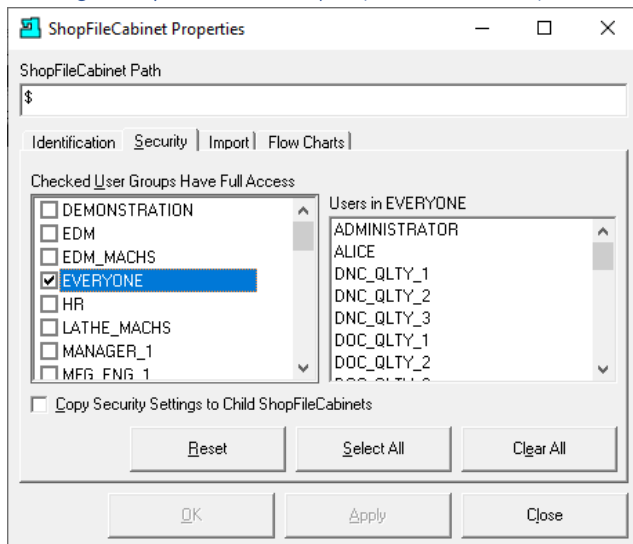 ShopFileCabinet Properties
ShopFileCabinet Path
$
Identification Security Import Flow Charts
Checked User Groups Have Full Access
DEMONSTRATION
EDM
EDM_MACHS
EVERYONE
HR
LATHE_MACHS
MANAGER_1
MFG_ENG_1
Users in EVERYONE
ADMINISTRATOR
ALICE
DNC_QLTY_1
DNC_QLTY_2
DNC_QLTY_3
DOC_QLTY_1
DOC_QLTY_2
Copy Security Settings to Child ShopFileCabinets
Reset Select All Clear All
OK Apply Close